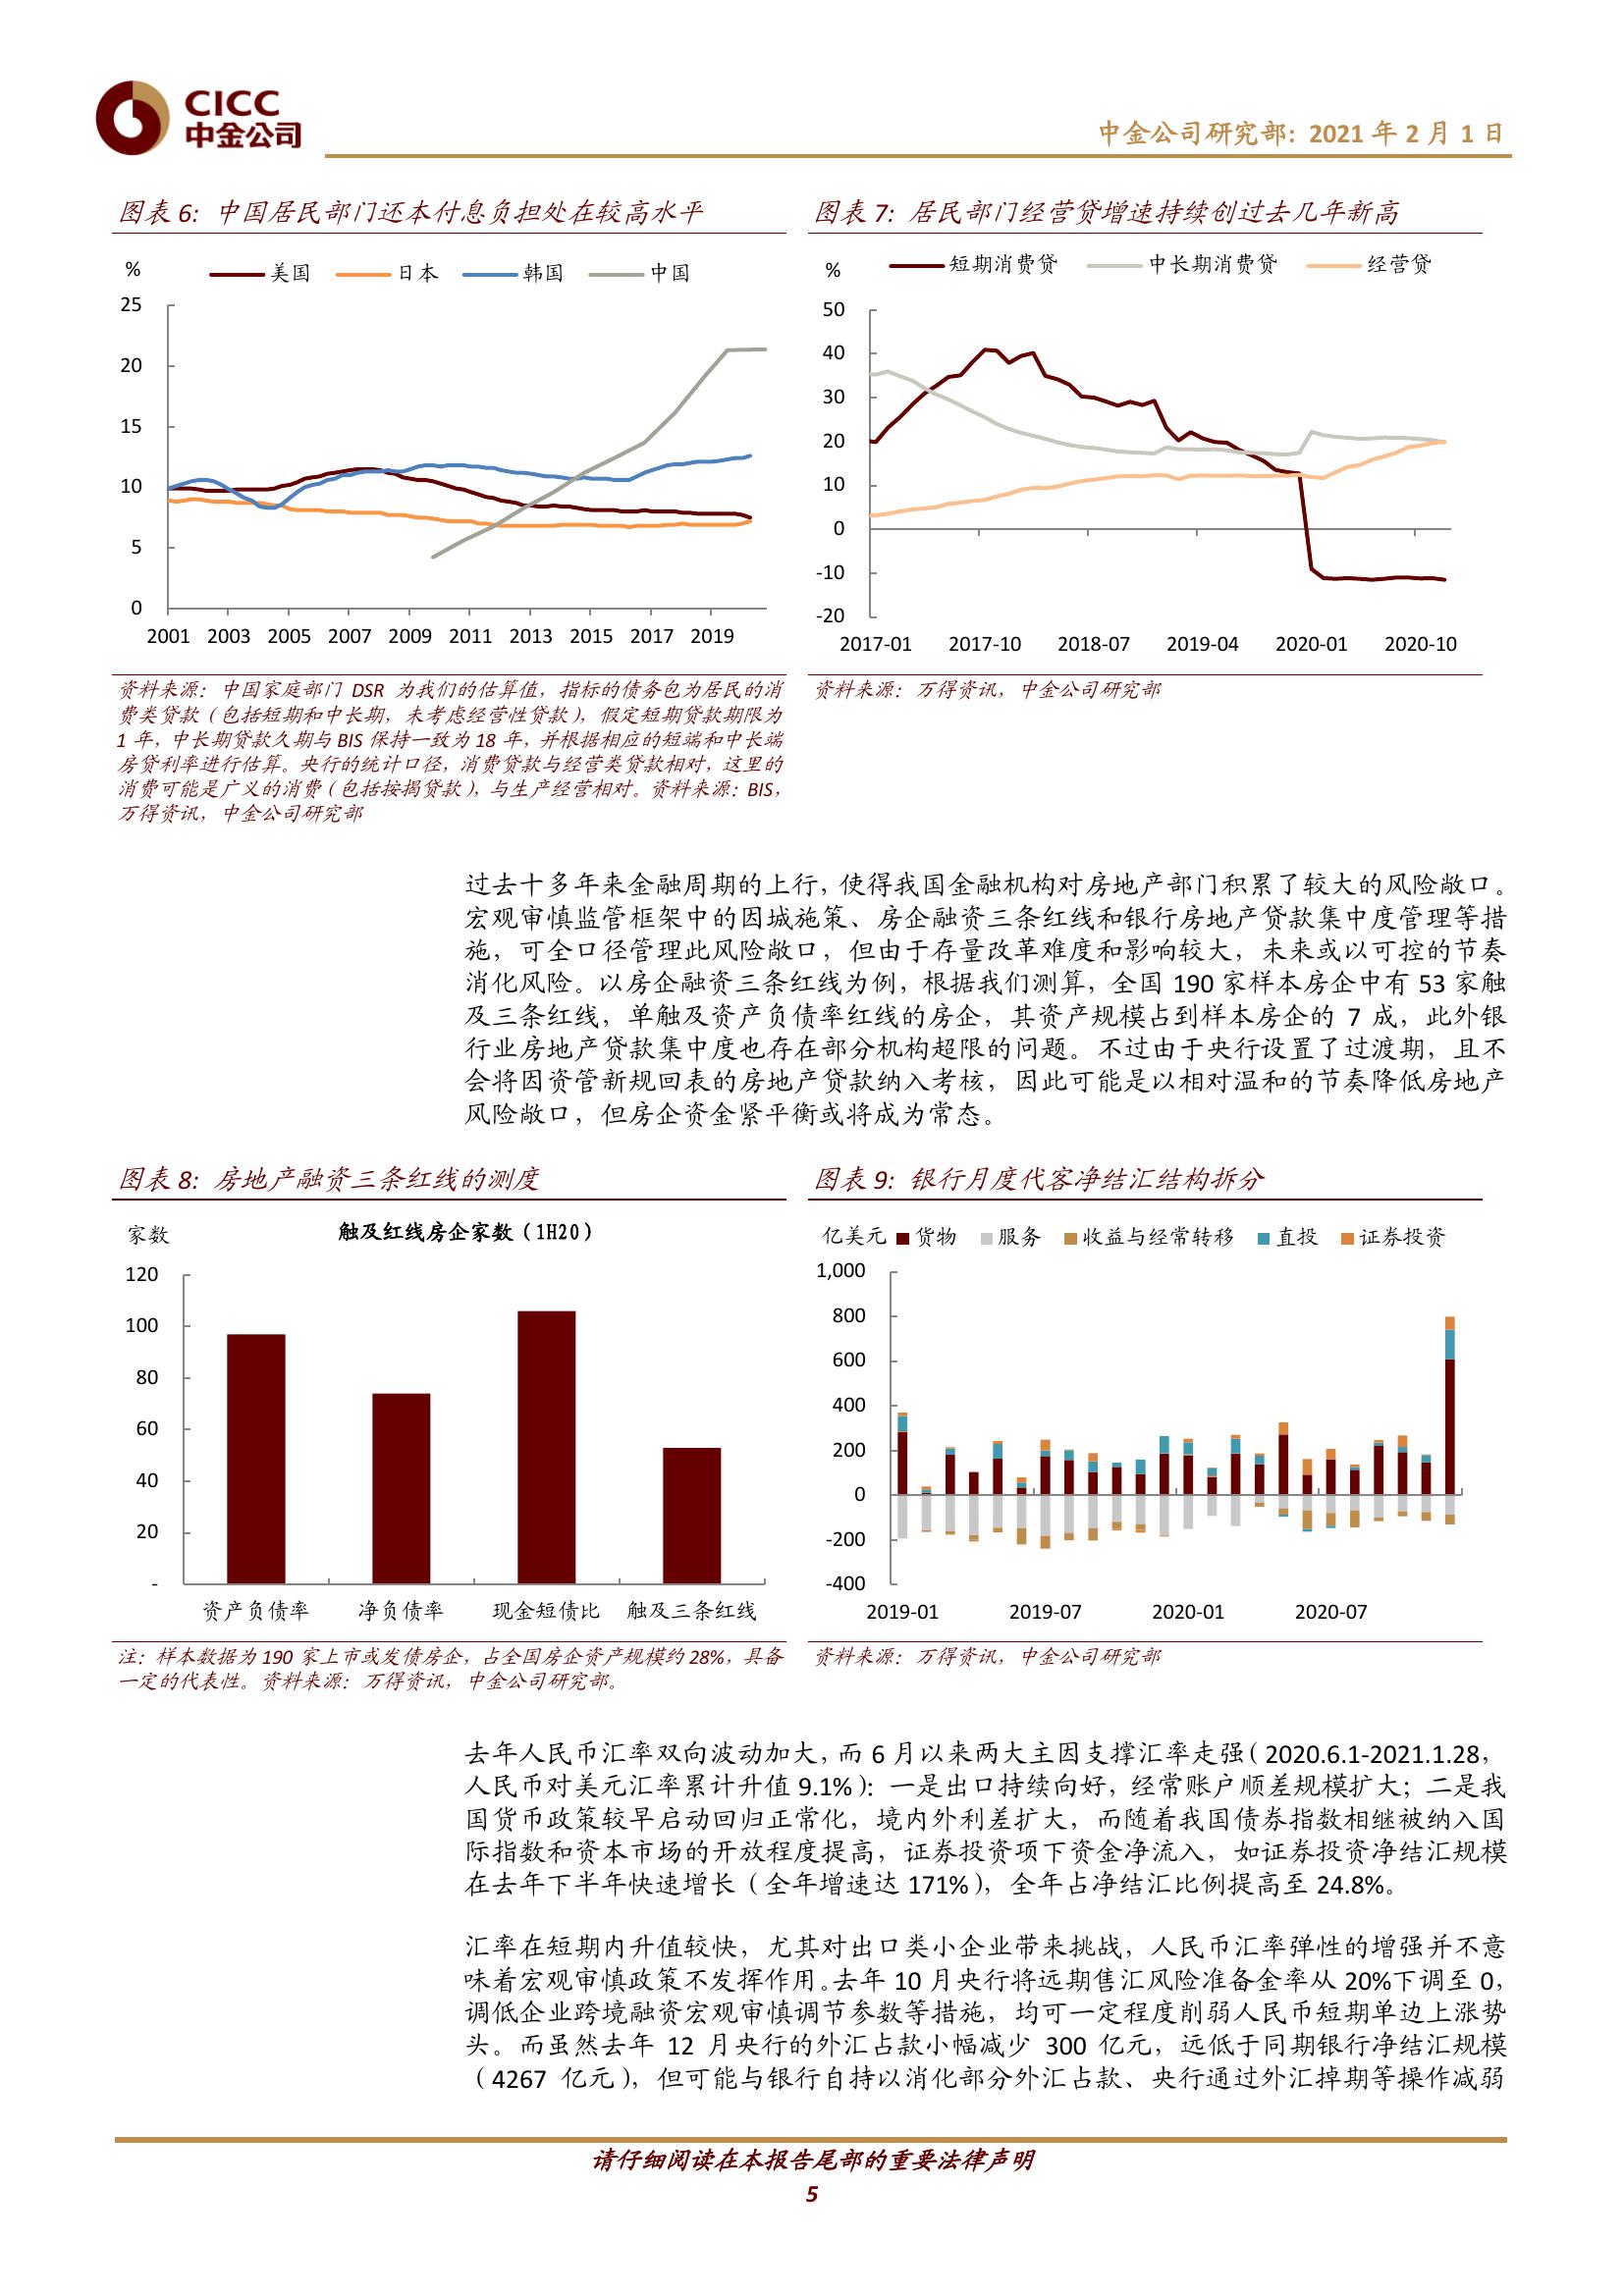 CICC
中金公司
中金公司研究部: 2021 年 2 月 1 日
图表 6: 中国居民部门还本付息负担处在较高水平
%
美国 日本 韩国 中国
25
20
15
10
5
0
2001 2003 2005 2007 2009 2011 2013 2015 2017 2019
资料来源：中国家庭部门 DSR 为我们的估算值，指标的债务包为居民的消
费类贷款（包括短期和中长期，未考虑经营性贷款），假定短期贷款期限为
1 年，中长期贷款久期与 BIS 保持一致为 18 年，并根据相应的短端和中长端
房贷利率进行估算。央行的统计口径，消费贷款与经营类贷款相对，这里的
消费可能是广义的消费（包括按揭贷款），与生产经营相对。资料来源：BIS，
万得资讯，中金公司研究部
图表 7: 居民部门经营贷增速持续创过去几年新高
%
短期消费贷 中长期消费贷 经营贷
50
40
30
20
10
0
-10
-20
2017-01 2017-10 2018-07 2019-04 2020-01 2020-10
资料来源：万得资讯，中金公司研究部
过去十多年来金融周期的上行，使得我国金融机构对房地产部门积累了较大的风险敞口。
宏观审慎监管框架中的因城施策、房企融资三条红线和银行房地产贷款集中度管理等措
施，可全口径管理此风险敞口，但由于存量改革难度和影响较大，未来或以可控的节奏
消化风险。以房企融资三条红线为例，根据我们测算，全国 190 家样本房企中有 53 家触
及三条红线，单触及资产负债率红线的房企，其资产规模占到样本房企的 7 成，此外银
行业房地产贷款集中度也存在部分机构超限的问题。不过由于央行设置了过渡期，且不
会将因资管新规回表的房地产贷款纳入考核，因此可能是以相对温和的节奏降低房地产
风险敞口，但房企资金紧平衡或将成为常态。
图表 8: 房地产融资三条红线的测度
家数
触及红线房企家数（1H20）
120
100
80
60
40
20
-
资产负债率 净负债率 现金短债比 触及三条红线
注：样本数据为 190 家上市或发债房企，占全国房企资产规模约 28%，具备
一定的代表性。资料来源：万得资讯，中金公司研究部。
图表 9: 银行月度代客净结汇结构拆分
亿美元 货物 服务 收益与经常转移 直投 证券投资
1,000
800
600
400
200
0
-200
-400
2019-01 2019-07 2020-01 2020-07
资料来源：万得资讯，中金公司研究部
去年人民币汇率双向波动加大，而 6 月以来两大主因支撑汇率走强（2020.6.1-2021.1.28，
人民币对美元汇率累计升值 9.1%）：一是出口持续向好，经常账户顺差规模扩大；二是我
国货币政策较早启动回归正常化，境内外利差扩大，而随着我国债券指数相继被纳入国
际指数和资本市场的开放程度提高，证券投资项下资金净流入，如证券投资净结汇规模
在去年下半年快速增长（全年增速达 171%），全年占净结汇比例提高至 24.8%。
汇率在短期内升值较快，尤其对出口类小企业带来挑战，人民币汇率弹性的增强并不意
味着宏观审慎政策不发挥作用。去年 10 月央行将远期售汇风险准备金率从 20%下调至 0，
调低企业跨境融资宏观审慎调节参数等措施，均可一定程度削弱人民币短期单边上涨势
头。而虽然去年 12 月央行的外汇占款小幅减少 300 亿元，远低于同期银行净结汇规模
（4267 亿元），但可能与银行自持以消化部分外汇占款、央行通过外汇掉期等操作减弱
请仔细阅读在本报告尾部的重要法律声明
5